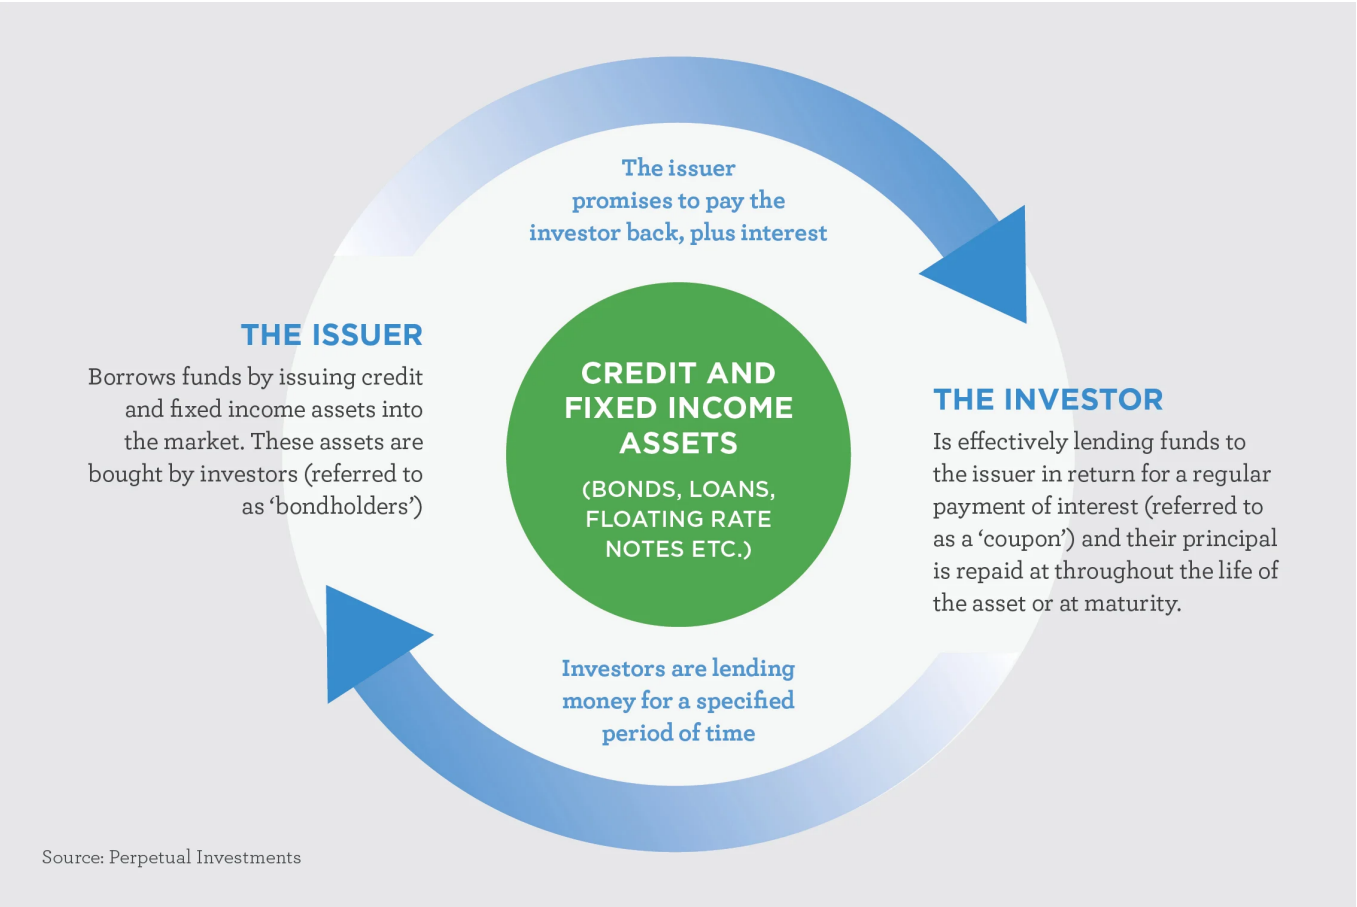 The issuer
promises to pay the
investor back, plus interest
THE ISSUER
Borrows funds by issuing credit
and fixed income assets into
the market. These assets are
bought by investors (referred to
as ‘bondholders’)
CREDIT AND
FIXED INCOME
ASSETS
(BONDS, LOANS,
FLOATING RATE
NOTES ETC.)
THE INVESTOR
Is effectively lending funds to
the issuer in return for a regular
payment of interest (referred to
as a ‘coupon’) and their principal
is repaid at throughout the life of
the asset or at maturity.
Investors are lending
money for a specified
period of time
Source: Perpetual Investments